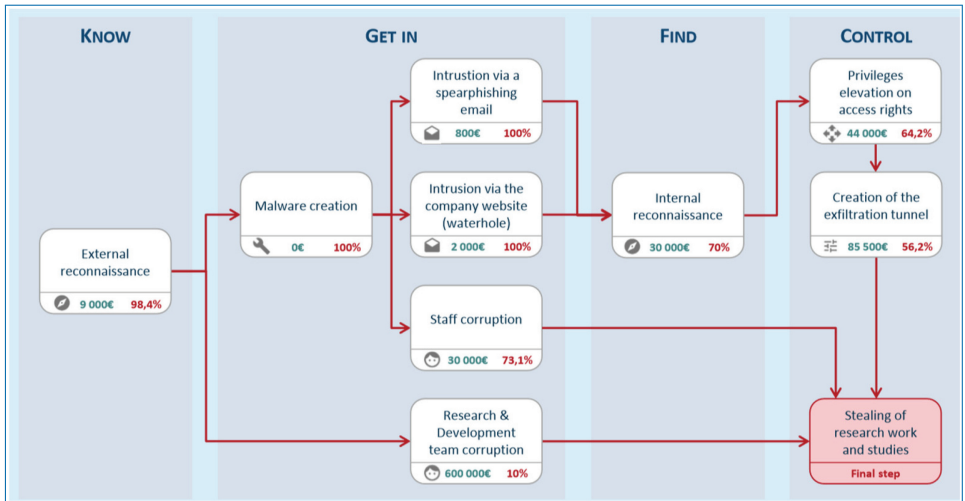 KNOW
GET IN
FIND
CONTROL
External
reconnaissance
9 000€ 98,4%
Malware creation
0€ 100%
Intrustion via a
spearphishing
email
800€ 100%
Intrusion via the
company website
(waterhole)
2 000€ 100%
Staff corruption
30 000€ 73,1%
Research &
Development
team corruption
600 000€ 10%
Internal
reconnaissance
30 000€ 70%
Privileges
elevation on
access rights
44 000€ 64,2%
Creation of the
exfiltration tunnel
85 500€ 56,2%
Stealing of
research work
and studies
Final step